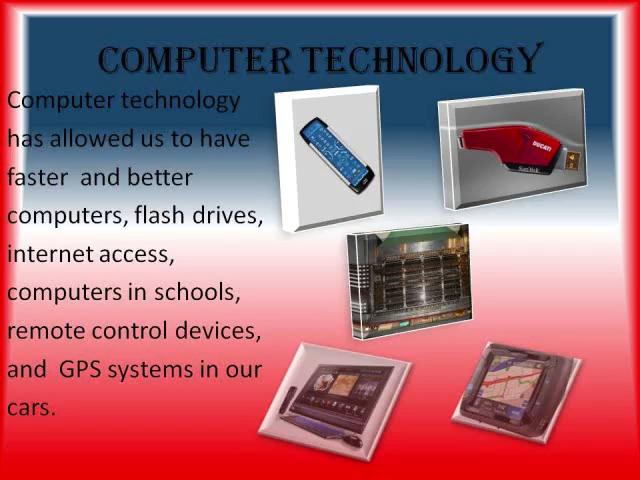 COMPUTER TECHNOLOGY
Computer technology
has allowed us to have
faster and better
computers, flash drives,
internet access,
computers in schools,
remote control devices,
and GPS systems in our
cars.
DUCATI
SanDisk